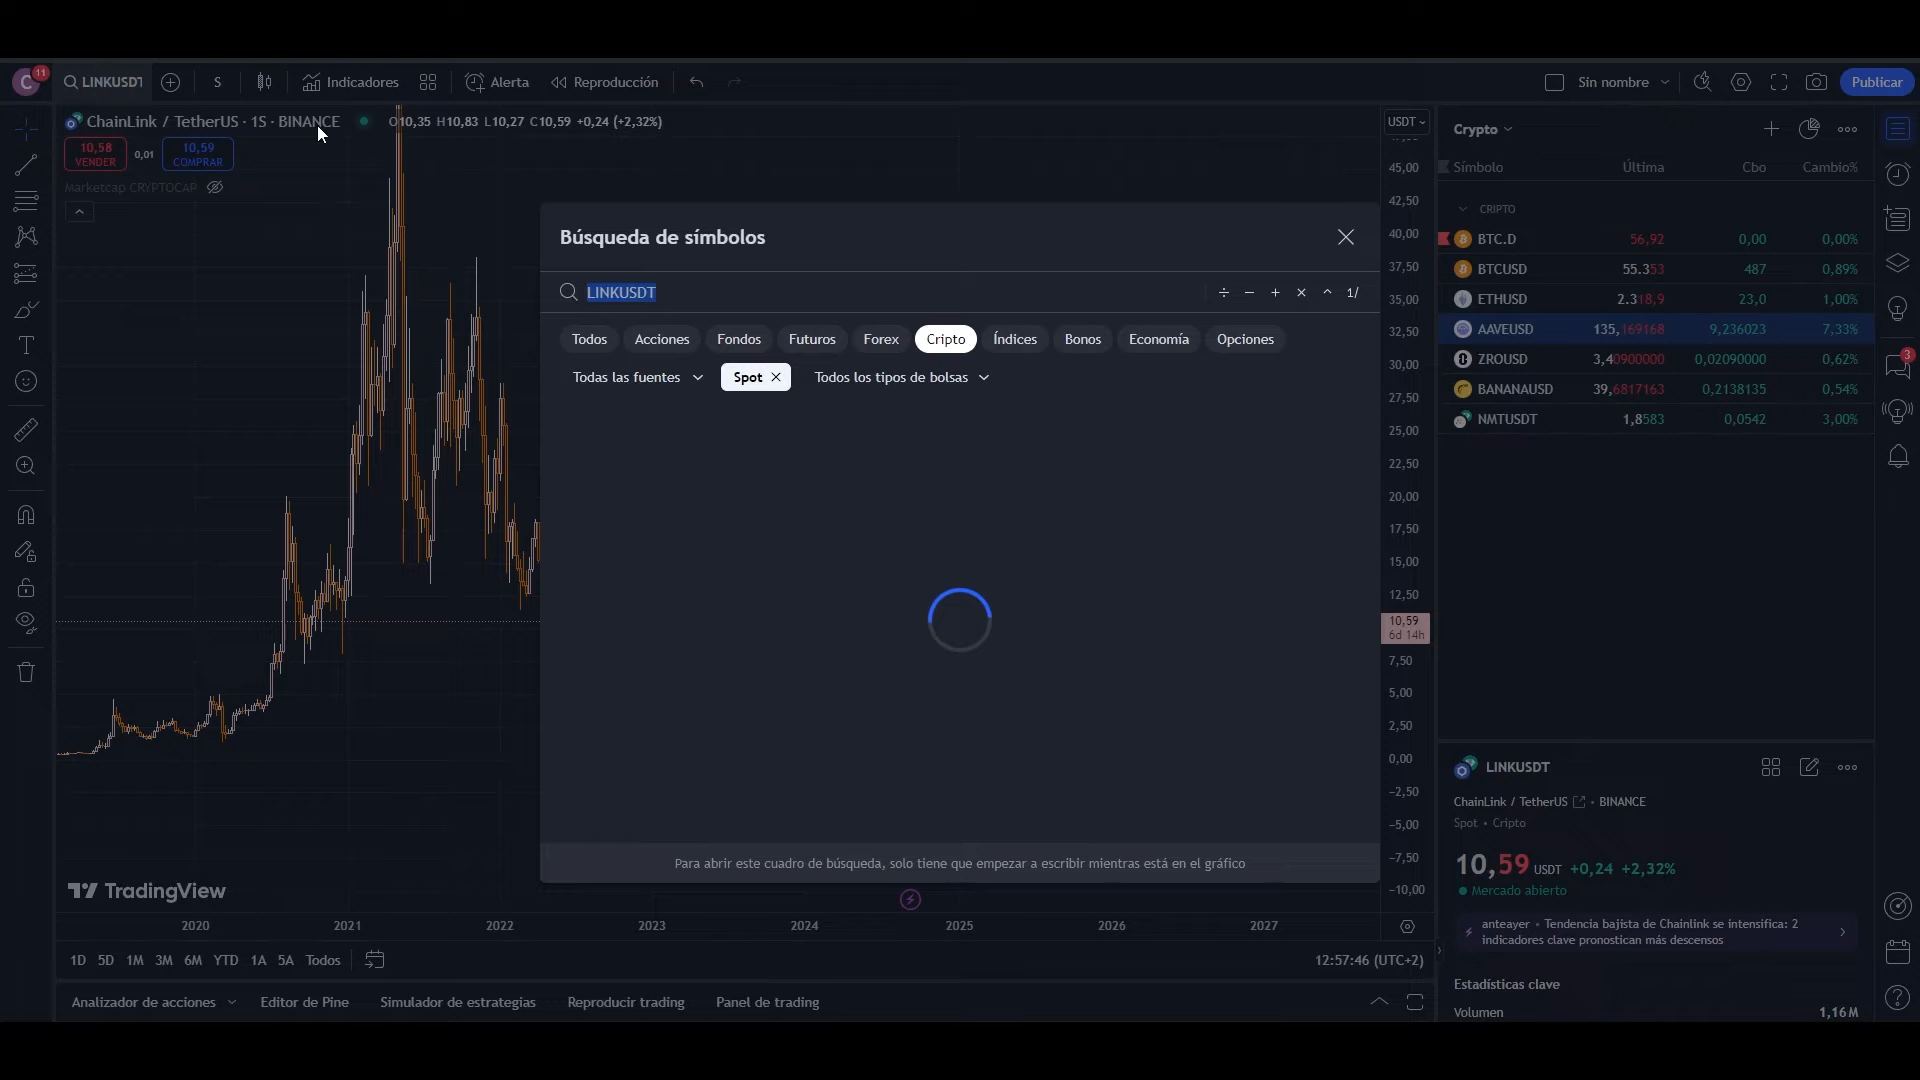 C
11
LINKUSDT
S
Indicadores
Alerta
Reproducción
Sin nombre
Publicar
ChainLink / TetherUS · 1S · BINANCE
O10,35 H10,83 L10,27 C10,59 +0,24 (+2,32%)
10,58
VENDER
0,01
10,59
COMPRAR
Marketcap CRYPTOCAP
USDT
45,00
42,50
40,00
37,50
35,00
32,50
30,00
27,50
25,00
22,50
20,00
17,50
15,00
12,50
10,59
6d 14h
7,50
5,00
2,50
0,00
−2,50
−5,00
−7,50
−10,00
Búsqueda de símbolos
LINKUSDT
÷ − + × ^ 1/
Todos Acciones Fondos Futuros Forex Cripto Índices Bonos Economía Opciones
Todas las fuentes Spot × Todos los tipos de bolsas
Para abrir este cuadro de búsqueda, solo tiene que empezar a escribir mientras está en el gráfico
TradingView
2020 2021 2022 2023 2024 2025 2026 2027
1D 5D 1M 3M 6M YTD 1A 5A Todos
12:57:46 (UTC+2)
Analizador de acciones Editor de Pine Simulador de estrategias Reproducir trading Panel de trading
Crypto
Símbolo Última Cbo Cambio%
CRIPTO
BTC.D 56,92 0,00 0,00%
BTCUSD 55.353 487 0,89%
ETHUSD 2.318,9 23,0 1,00%
AAVEUSD 135,169168 9,236023 7,33%
ZROUSD 3,40900000 0,02090000 0,62%
BANANAUSD 39,6817163 0,2138135 0,54%
NMTUSDT 1,8583 0,0542 3,00%
3
LINKUSDT
ChainLink / TetherUS • BINANCE
Spot • Cripto
10,59 USDT +0,24 +2,32%
Mercado abierto
anteayer • Tendencia bajista de Chainlink se intensifica: 2
indicadores clave pronostican más descensos
Estadísticas clave
Volumen 1,16M